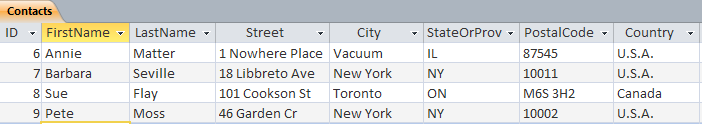 Contacts
ID FirstName LastName Street City StateOrProv PostalCode Country
6 Annie Matter 1 Nowhere Place Vacuum IL 87545 U.S.A.
7 Barbara Seville 18 Libbreto Ave New York NY 10011 U.S.A.
8 Sue Flay 101 Cookson St Toronto ON M6S 3H2 Canada
9 Pete Moss 46 Garden Cr New York NY 10002 U.S.A.